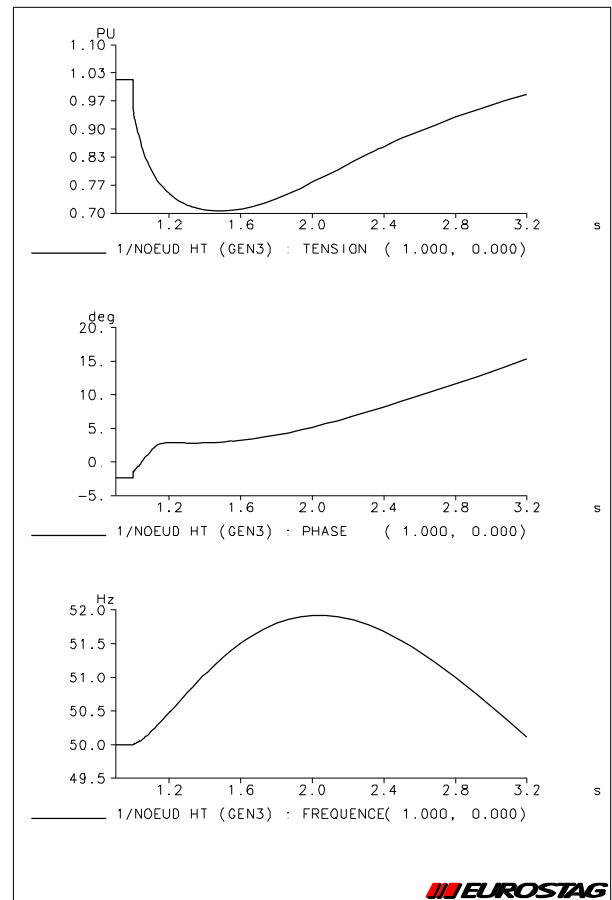 PU
1.10
1.03
0.97
0.90
0.83
0.77
0.70
1.2 1.6 2.0 2.4 2.8 3.2 s
1/NOEUD HT (GEN3) : TENSION ( 1.000, 0.000)
deg
20.
15.
10.
5.
0.
-5.
1.2 1.6 2.0 2.4 2.8 3.2 s
1/NOEUD HT (GEN3) : PHASE ( 1.000, 0.000)
Hz
52.0
51.5
51.0
50.5
50.0
49.5
1.2 1.6 2.0 2.4 2.8 3.2 s
1/NOEUD HT (GEN3) : FREQUENCE( 1.000, 0.000)
EUROSTAG